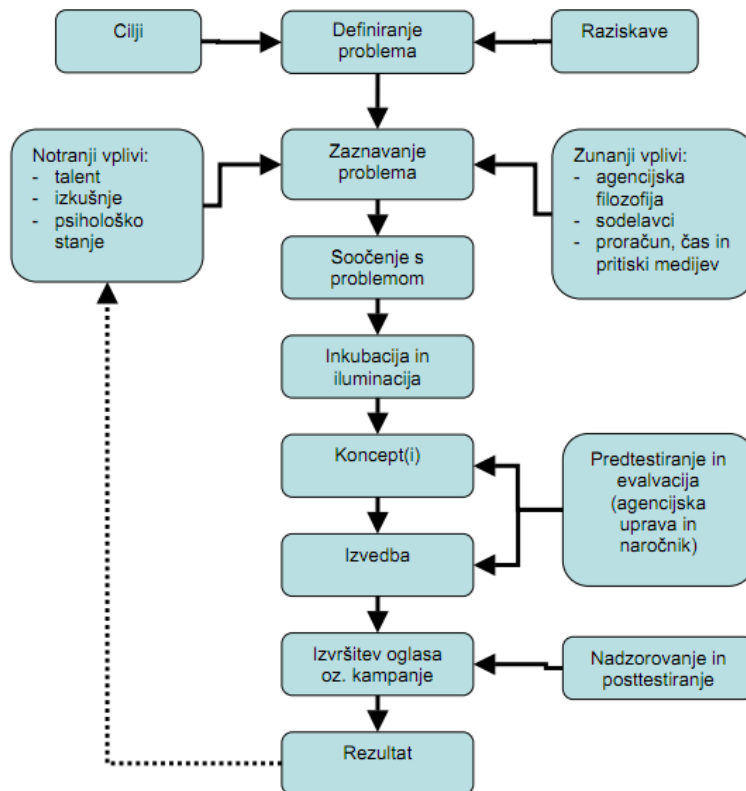 Cilji
Definiranje
problema
Raziskave
Notranji vplivi:
- talent
- izkušnje
- psihološko
stanje
Zaznavanje
problema
Zunanji vplivi:
- agencijska
filozofija
- sodelavci
- proračun, čas in
pritiski medijev
Soočenje s
problemom
Inkubacija in
iluminacija
Koncept(i)
Predtestiranje in
evalvacija
(agencijska
uprava in
naročnik)
Izvedba
Izvršitev oglasa
oz. kampanje
Nadzorovanje in
posttestiranje
Rezultat